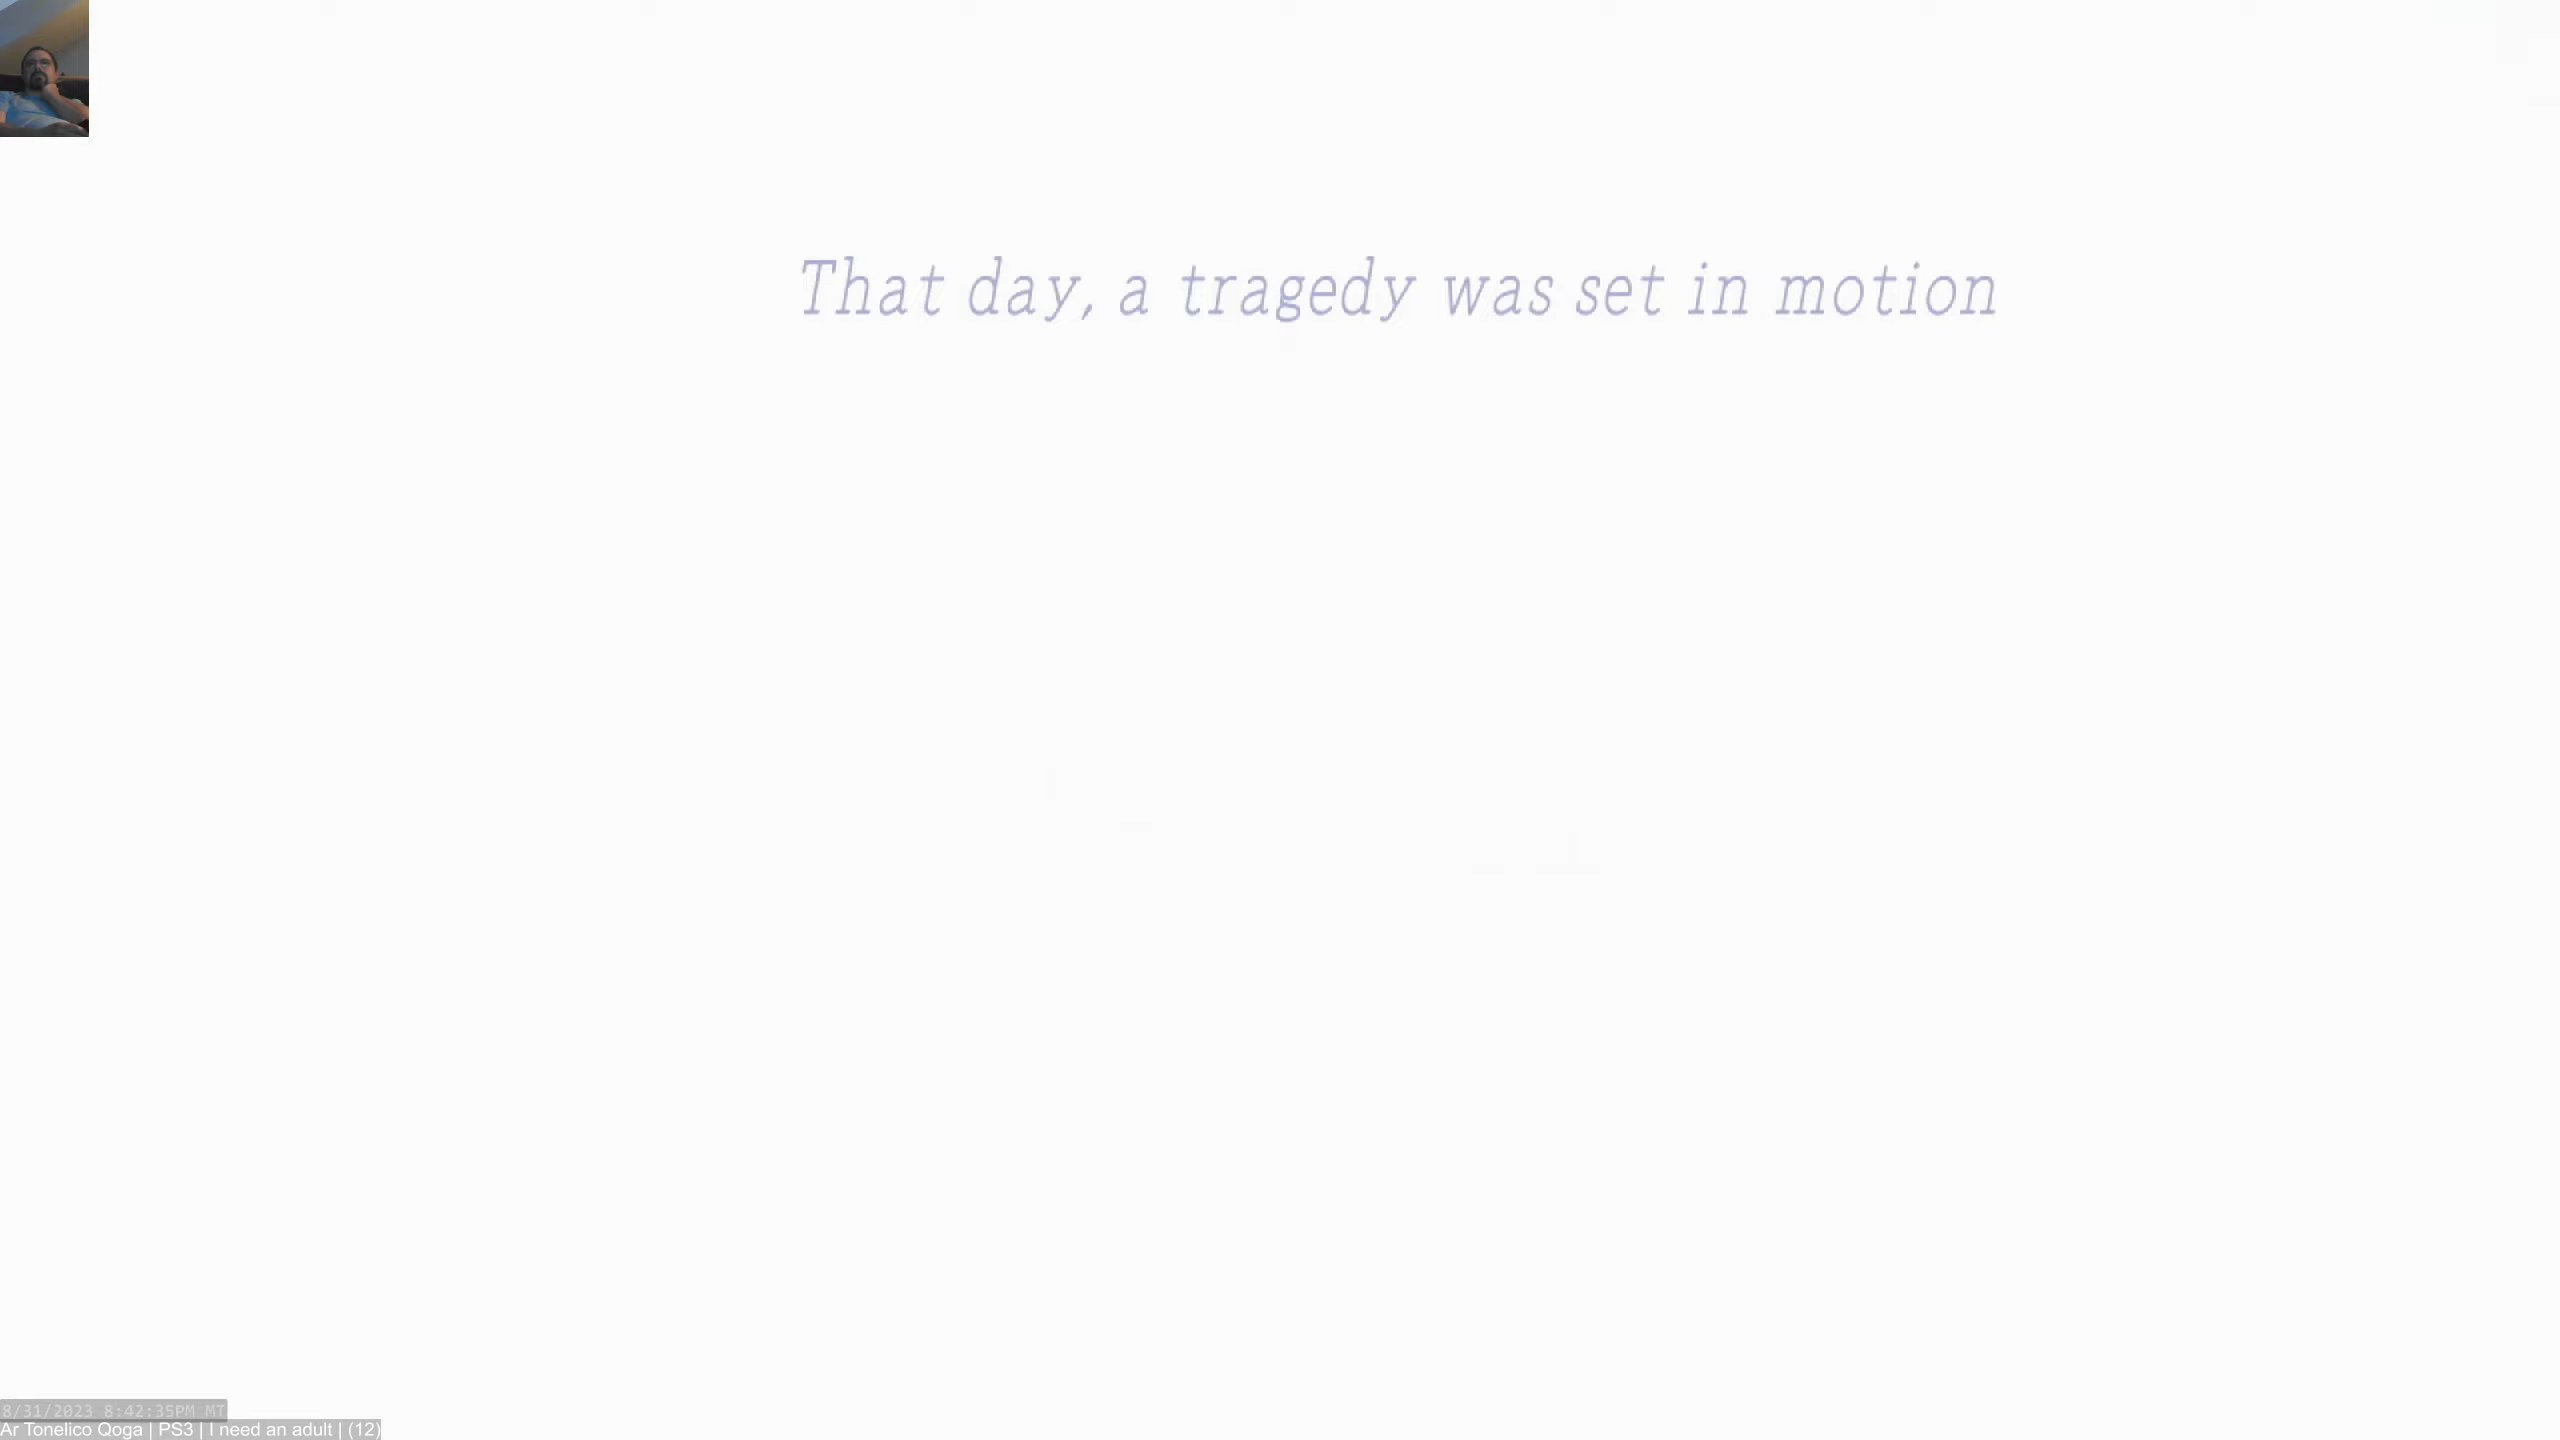 That day, a tragedy was set in motion
8/31/2023 8:42:35PM MT
Ar Tonelico Qoga | PS3 | I need an adult | (12)